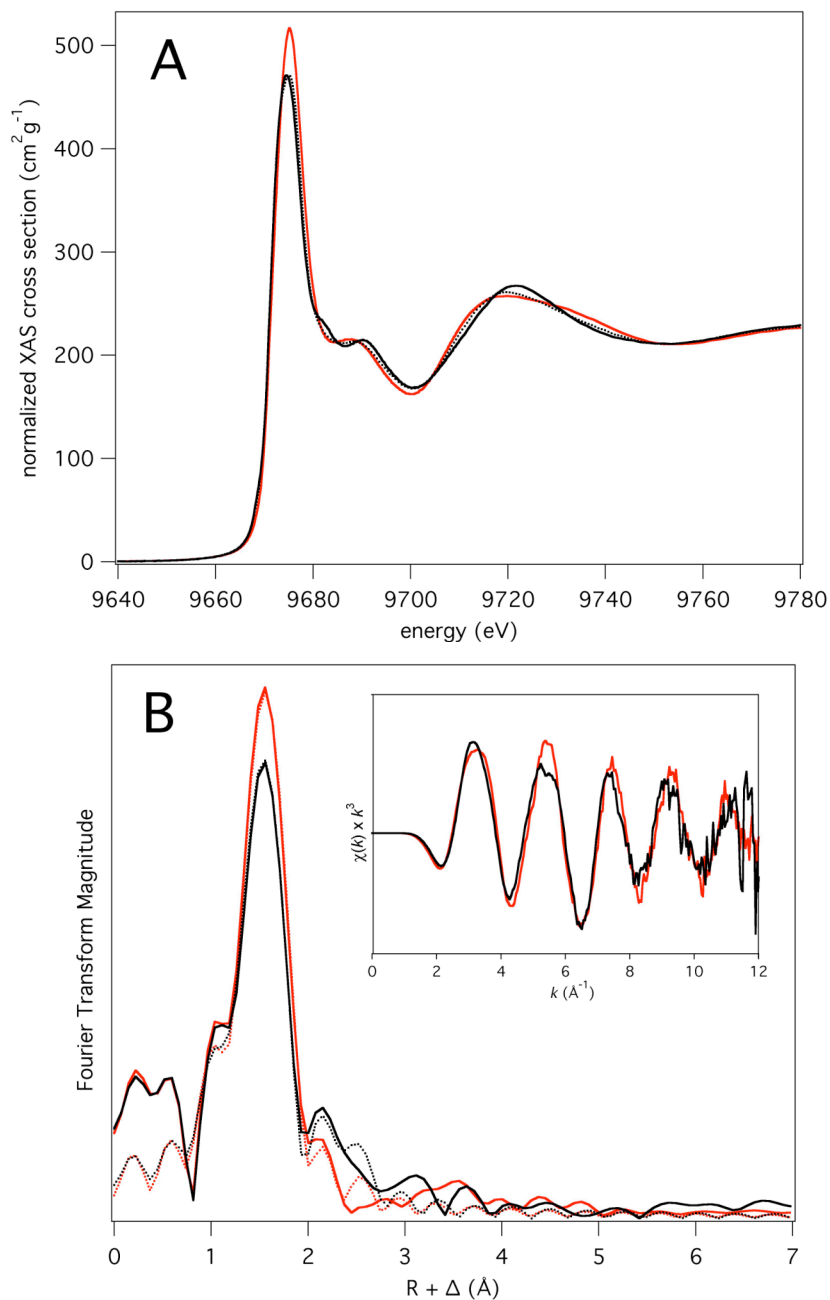 A
normalized XAS cross section (cm²g⁻¹)
500
400
300
200
100
0
9640 9660 9680 9700 9720 9740 9760 9780
energy (eV)
B
Fourier Transform Magnitude
χ(k) x k³
0 2 4 6 8 10 12
k (Å⁻¹)
0 1 2 3 4 5 6 7
R + Δ (Å)